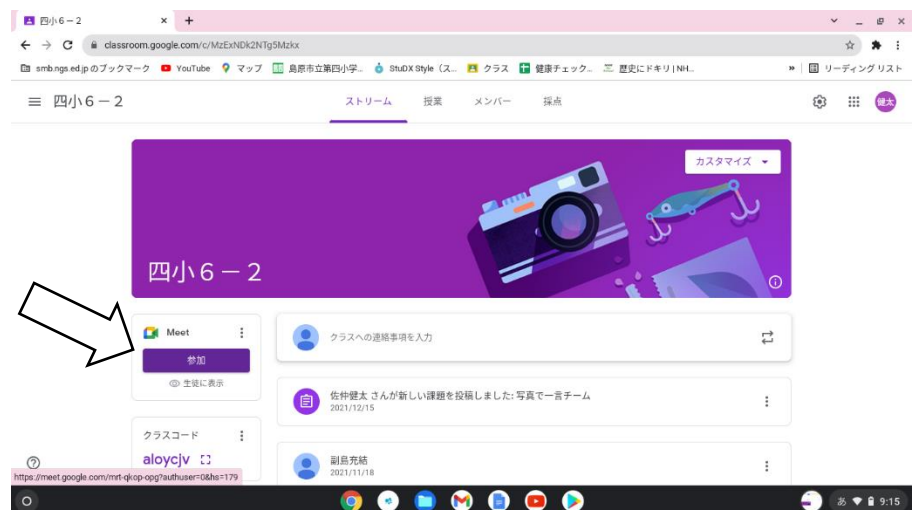 四小６－２
classroom.google.com/c/MzExNDk2NTg5Mzkx
smb.ngs.ed.jp のブックマーク YouTube マップ 島原市立第四小学... StuDX Style（ス... クラス 健康チェック... 歴史にドキリ | NH... » リーディング リスト
四小６－２ ストリーム 授業 メンバー 採点 健太
カスタマイズ
四小６－２
Meet
参加
生徒に表示
クラスへの連絡事項を入力
佐仲健太 さんが新しい課題を投稿しました: 写真で一言チーム
2021/12/15
クラスコード
aloycjv
副島充結
2021/11/18
https://meet.google.com/mrt-qkop-opg?authuser=0&hs=179
あ 9:15